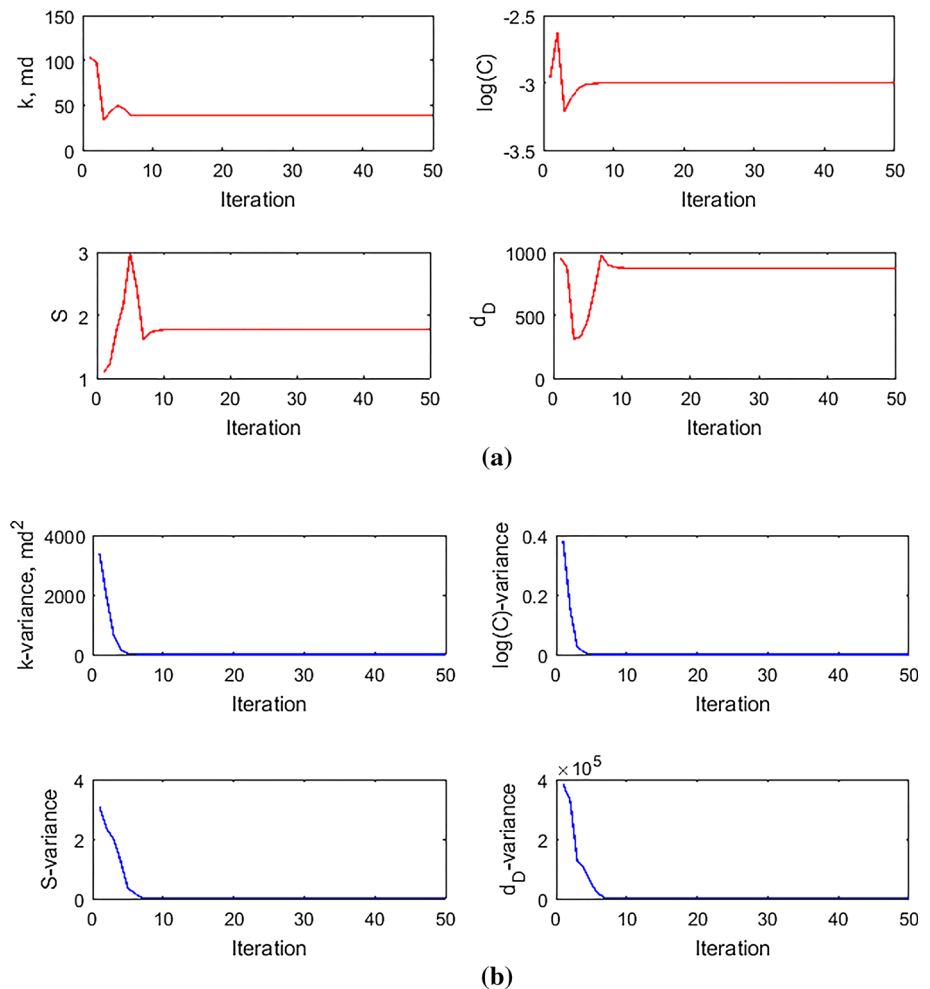 150
100
50
0
k, md
0 10 20 30 40 50
Iteration
-2.5
-3
-3.5
log(C)
0 10 20 30 40 50
Iteration
3
2
1
S
0 10 20 30 40 50
Iteration
1000
500
0
d_D
0 10 20 30 40 50
Iteration
(a)
4000
2000
0
k-variance, md²
0 10 20 30 40 50
Iteration
0.4
0.2
0
log(C)-variance
0 10 20 30 40 50
Iteration
4
2
0
S-variance
0 10 20 30 40 50
Iteration
× 10⁵
4
2
0
d_D-variance
0 10 20 30 40 50
Iteration
(b)